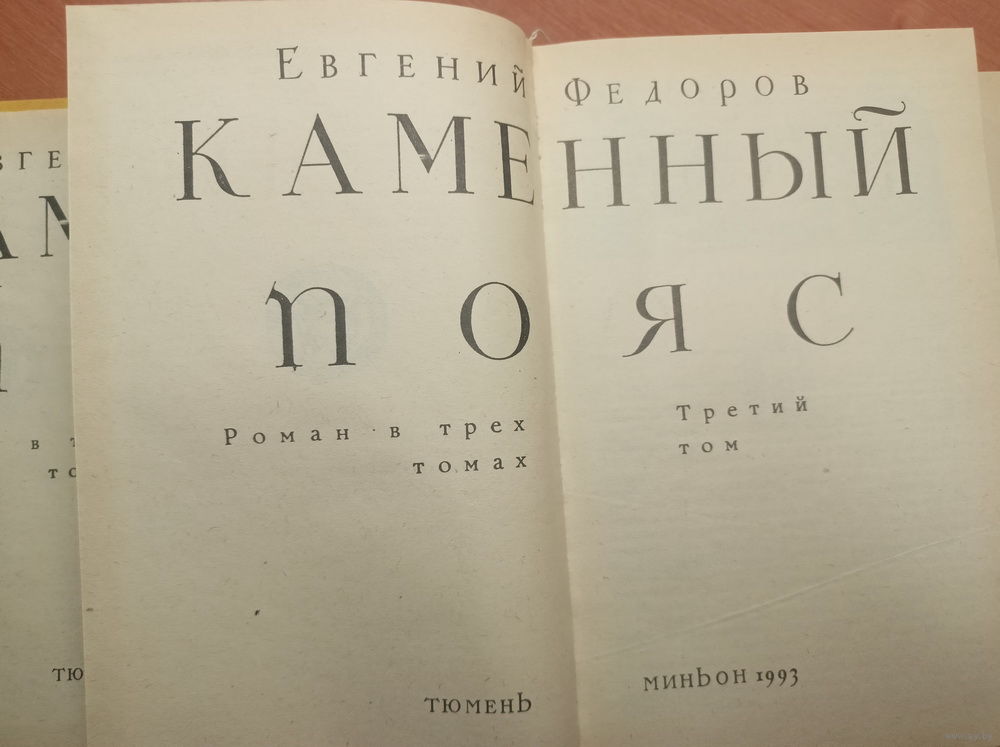 Евгений Федоров
КАМЕННЫЙ
ПОЯС
Роман в трех
томах
Третий
том
ТЮМЕНЬ
МИНЬОН 1993